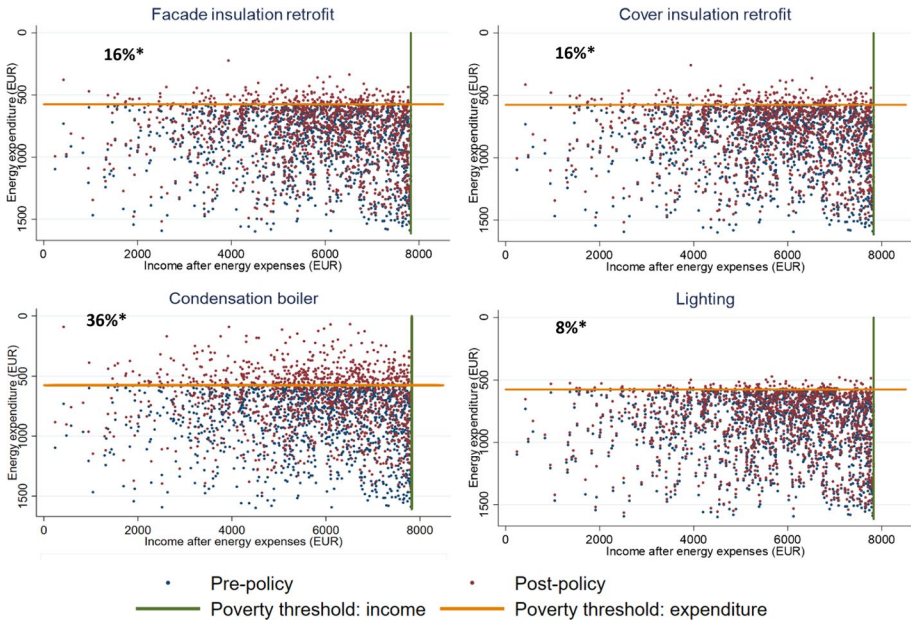 Facade insulation retrofit
16%*
0
500
1000
1500
Energy expenditure (EUR)
0 2000 4000 6000 8000
Income after energy expenses (EUR)
Cover insulation retrofit
16%*
0
500
1000
1500
Energy expenditure (EUR)
0 2000 4000 6000 8000
Income after energy expenses (EUR)
Condensation boiler
36%*
0
500
1000
1500
Energy expenditure (EUR)
0 2000 4000 6000 8000
Income after energy expenses (EUR)
Lighting
8%*
0
500
1000
1500
Energy expenditure (EUR)
0 2000 4000 6000 8000
Income after energy expenses (EUR)
Pre-policy Post-policy
Poverty threshold: income Poverty threshold: expenditure